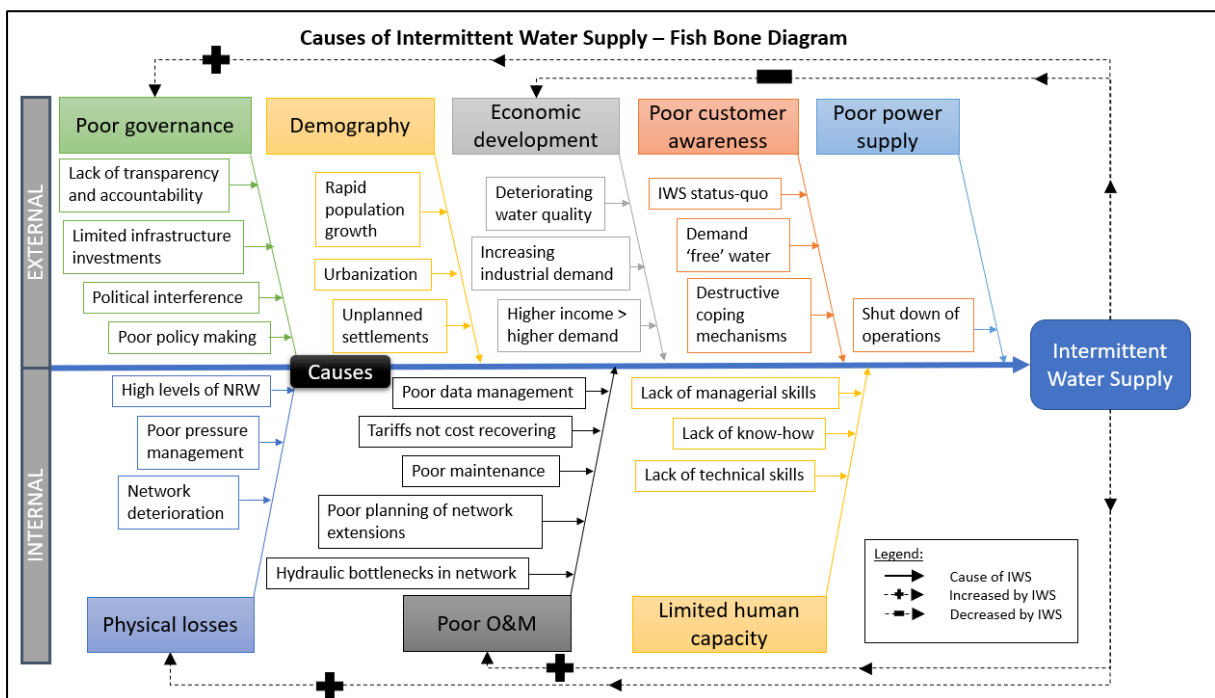 Causes of Intermittent Water Supply – Fish Bone Diagram
EXTERNAL
Poor governance
Lack of transparency
and accountability
Limited infrastructure
investments
Political interference
Poor policy making
Demography
Rapid
population
growth
Urbanization
Unplanned
settlements
Economic
development
Deteriorating
water quality
Increasing
industrial demand
Higher income >
higher demand
Poor customer
awareness
IWS status-quo
Demand
'free' water
Destructive
coping
mechanisms
Poor power
supply
Shut down of
operations
Causes
Intermittent
Water Supply
INTERNAL
High levels of NRW
Poor pressure
management
Network
deterioration
Physical losses
Poor data management
Tariffs not cost recovering
Poor maintenance
Poor planning of network
extensions
Hydraulic bottlenecks in network
Poor O&M
Lack of managerial skills
Lack of know-how
Lack of technical skills
Limited human
capacity
Legend:
Cause of IWS
Increased by IWS
Decreased by IWS